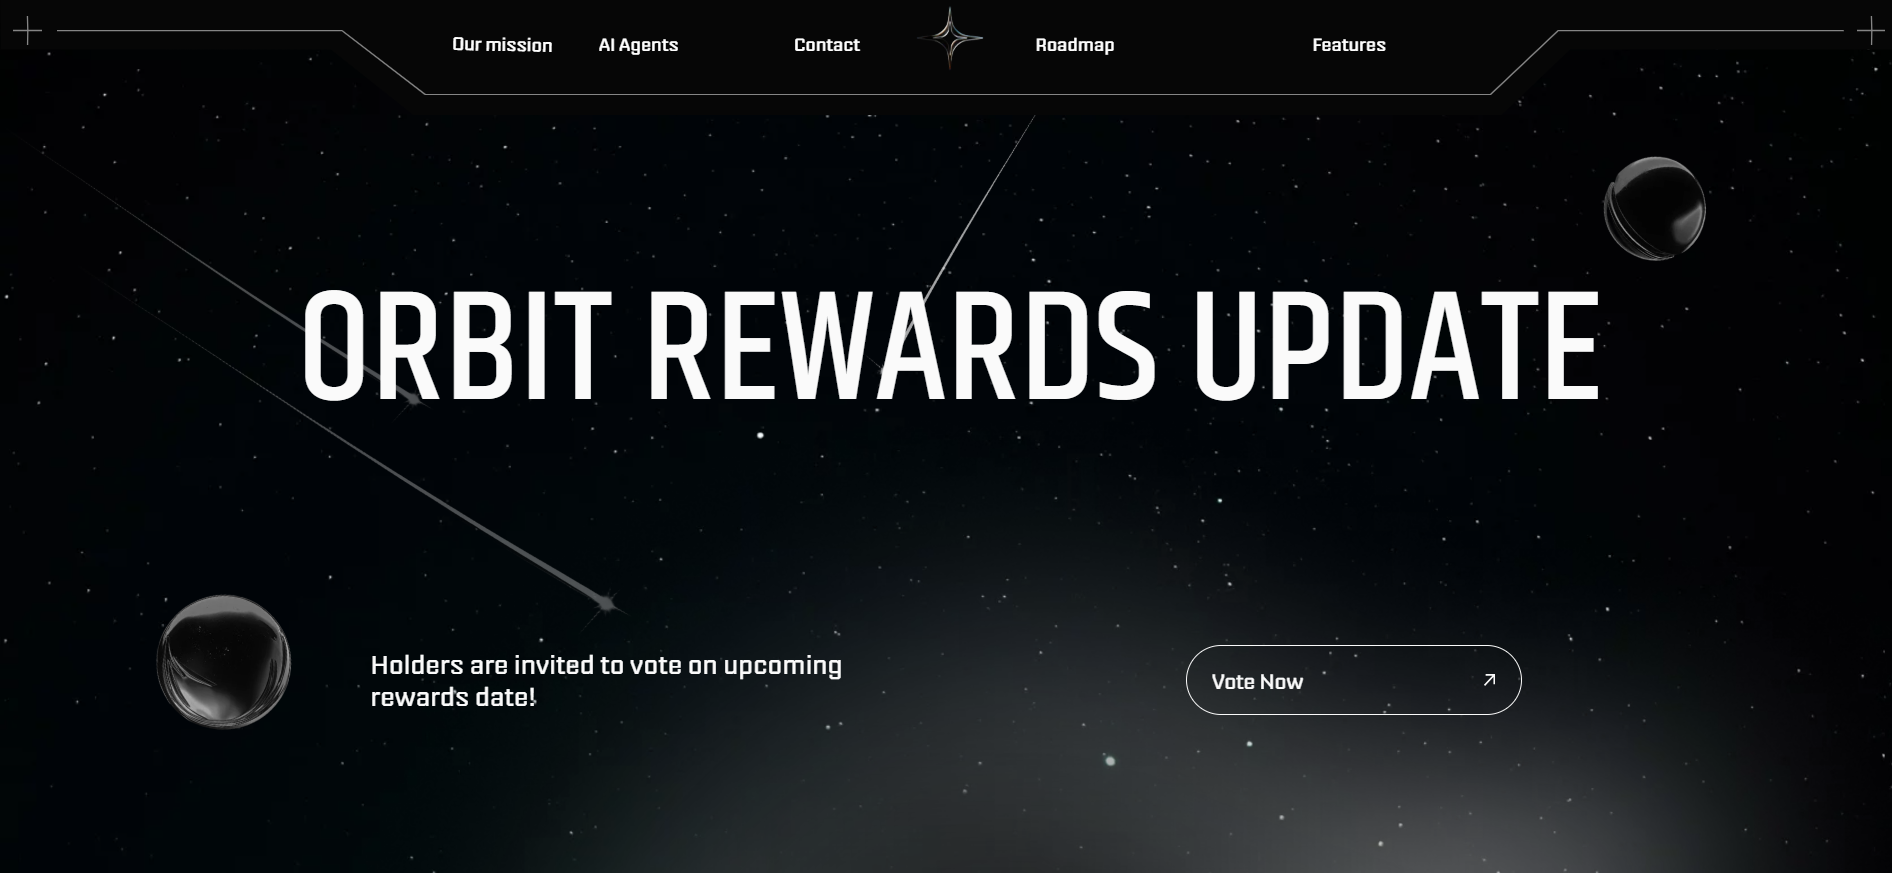 Our mission AI Agents Contact Roadmap Features
ORBIT REWARDS UPDATE
Holders are invited to vote on upcoming
rewards date!
Vote Now